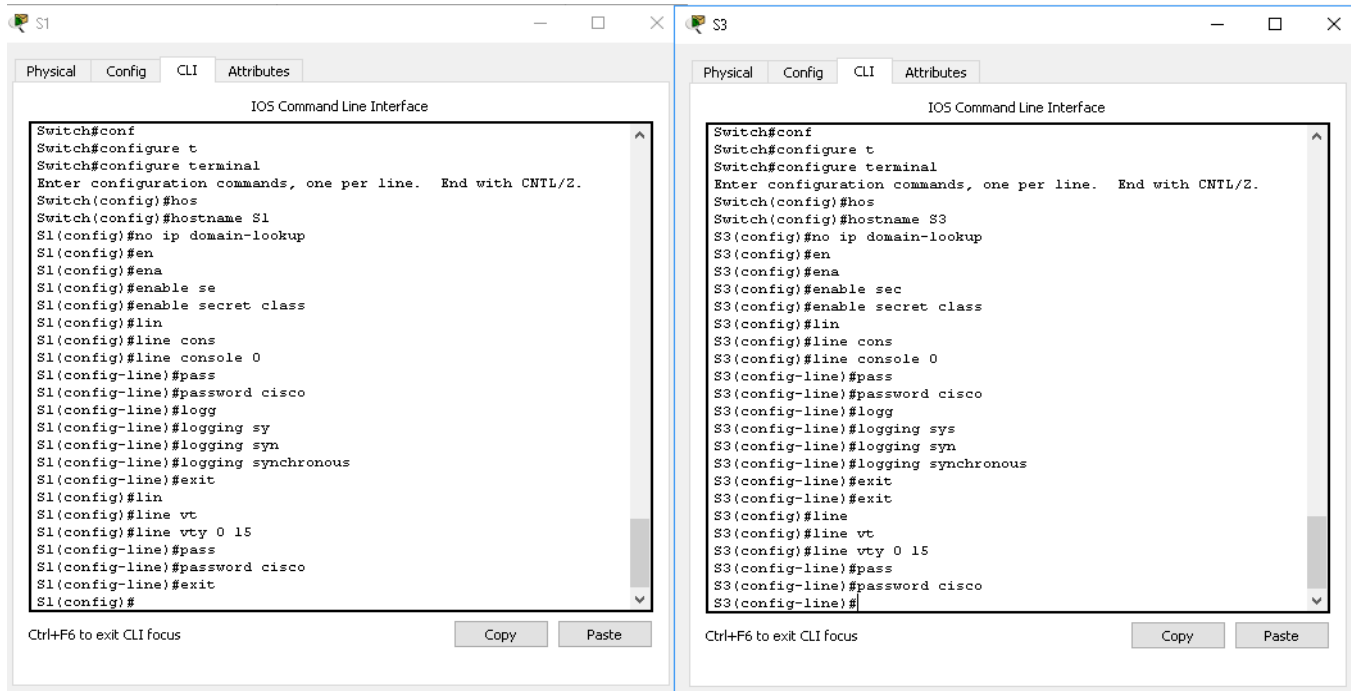 S1
Physical Config CLI Attributes
IOS Command Line Interface
Switch#conf
Switch#configure t
Switch#configure terminal
Enter configuration commands, one per line. End with CNTL/Z.
Switch(config)#hos
Switch(config)#hostname S1
S1(config)#no ip domain-lookup
S1(config)#en
S1(config)#ena
S1(config)#enable se
S1(config)#enable secret class
S1(config)#lin
S1(config)#line cons
S1(config)#line console 0
S1(config-line)#pass
S1(config-line)#password cisco
S1(config-line)#logg
S1(config-line)#logging sy
S1(config-line)#logging syn
S1(config-line)#logging synchronous
S1(config-line)#exit
S1(config)#lin
S1(config)#line vt
S1(config)#line vty 0 15
S1(config-line)#pass
S1(config-line)#password cisco
S1(config-line)#exit
S1(config)#
Ctrl+F6 to exit CLI focus
Copy Paste
S3
Physical Config CLI Attributes
IOS Command Line Interface
Switch#conf
Switch#configure t
Switch#configure terminal
Enter configuration commands, one per line. End with CNTL/Z.
Switch(config)#hos
Switch(config)#hostname S3
S3(config)#no ip domain-lookup
S3(config)#en
S3(config)#ena
S3(config)#enable sec
S3(config)#enable secret class
S3(config)#lin
S3(config)#line cons
S3(config)#line console 0
S3(config-line)#pass
S3(config-line)#password cisco
S3(config-line)#logg
S3(config-line)#logging sys
S3(config-line)#logging syn
S3(config-line)#logging synchronous
S3(config-line)#exit
S3(config-line)#exit
S3(config)#line
S3(config)#line vt
S3(config)#line vty 0 15
S3(config-line)#pass
S3(config-line)#password cisco
S3(config-line)#
Ctrl+F6 to exit CLI focus
Copy Paste